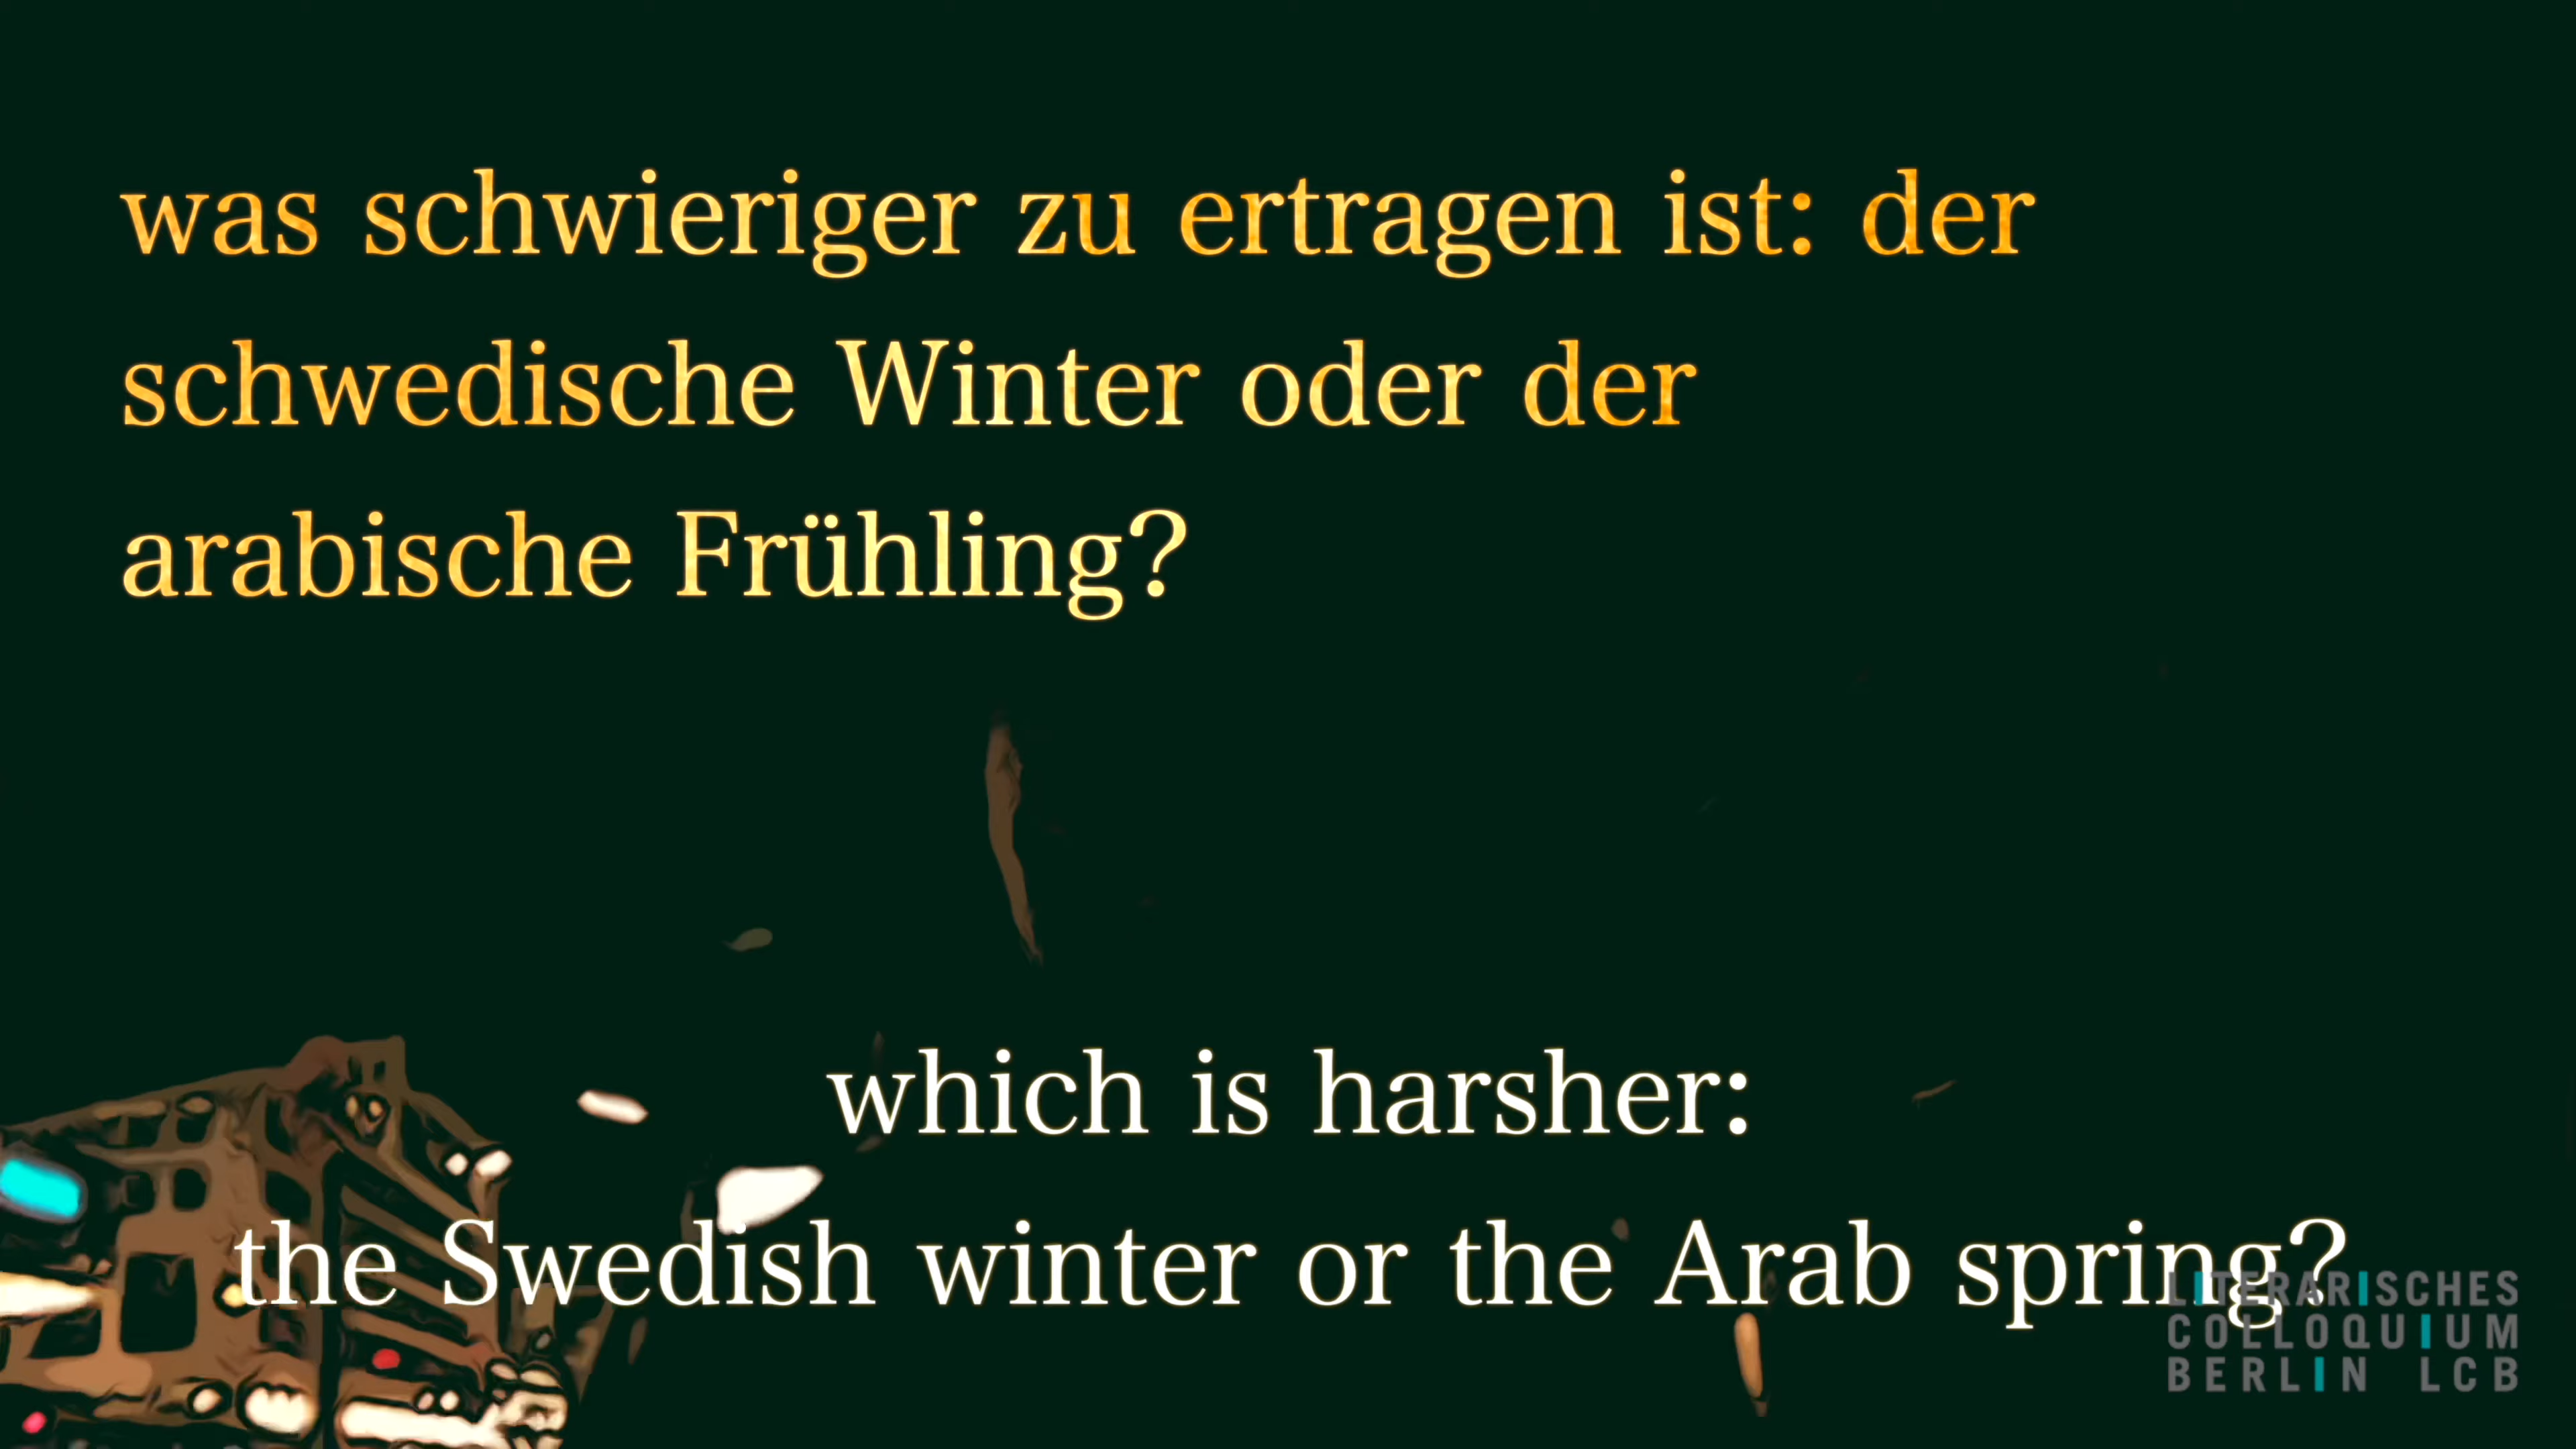 was schwieriger zu ertragen ist: der
schwedische Winter oder der
arabische Frühling?
which is harsher:
the Swedish winter or the Arab spring?
LITERARISCHES
COLLOQUIUM
BERLIN LCB